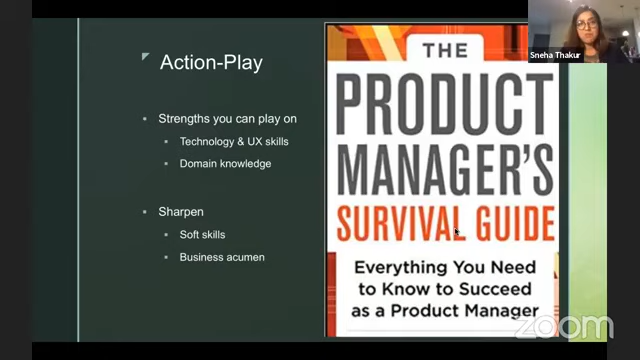 Action-Play
Strengths you can play on
Technology & UX skills
Domain knowledge
Sharpen
Soft skills
Business acumen
THE
PRODUCT
MANAGER'S
SURVIVAL GUIDE
Everything You Need
to Know to Succeed
as a Product Manager
Sneha Thakur
zoom